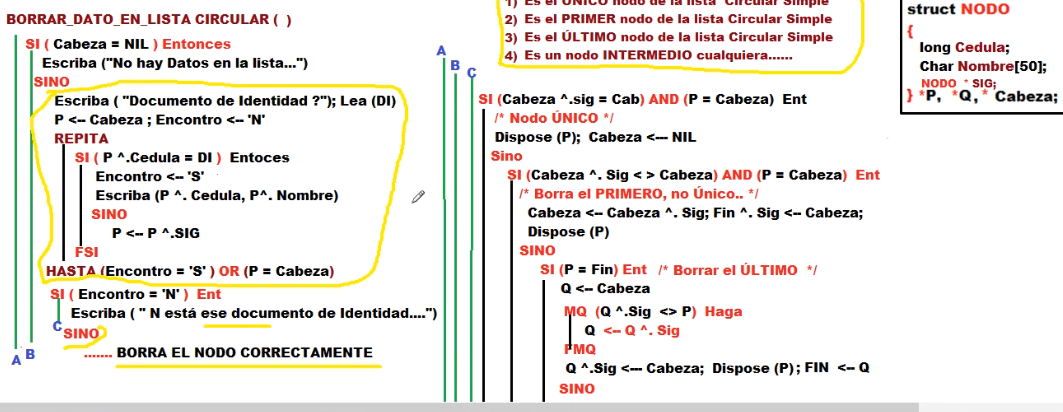 BORRAR_DATO_EN_LISTA CIRCULAR ( )
SI ( Cabeza = NIL ) Entonces
Escriba ("No hay Datos en la lista...")
SINO
Escriba ( "Documento de Identidad ?"); Lea (DI)
P <-- Cabeza ; Encontro <-- 'N'
REPITA
SI ( P ^.Cedula = DI ) Entoces
Encontro <-- 'S'
Escriba (P ^. Cedula, P^. Nombre)
SINO
P <-- P ^.SIG
FSI
HASTA (Encontro = 'S' ) OR (P = Cabeza)
SI ( Encontro = 'N' ) Ent
Escriba ( " N está ese documento de Identidad....")
C
SINO
A B
....... BORRA EL NODO CORRECTAMENTE
1) Es el ÚNICO nodo de la lista Circular Simple
2) Es el PRIMER nodo de la lista Circular Simple
3) Es el ÚLTIMO nodo de la lista Circular Simple
4) Es un nodo INTERMEDIO cualquiera......
A
B
C
SI (Cabeza ^.sig = Cab) AND (P = Cabeza) Ent
/* Nodo ÚNICO */
Dispose (P); Cabeza <--- NIL
Sino
SI (Cabeza ^. Sig < > Cabeza) AND (P = Cabeza) Ent
/* Borra el PRIMERO, no Único.. */
Cabeza <-- Cabeza ^. Sig; Fin ^. Sig <-- Cabeza;
Dispose (P)
SINO
SI (P = Fin) Ent /* Borrar el ÚLTIMO */
Q <-- Cabeza
MQ (Q ^.Sig <> P) Haga
Q <-- Q ^. Sig
FMQ
Q ^.Sig <--- Cabeza; Dispose (P); FIN <-- Q
SINO
struct NODO
{
long Cedula;
Char Nombre[50];
NODO * SIG;
} *P, *Q, * Cabeza;